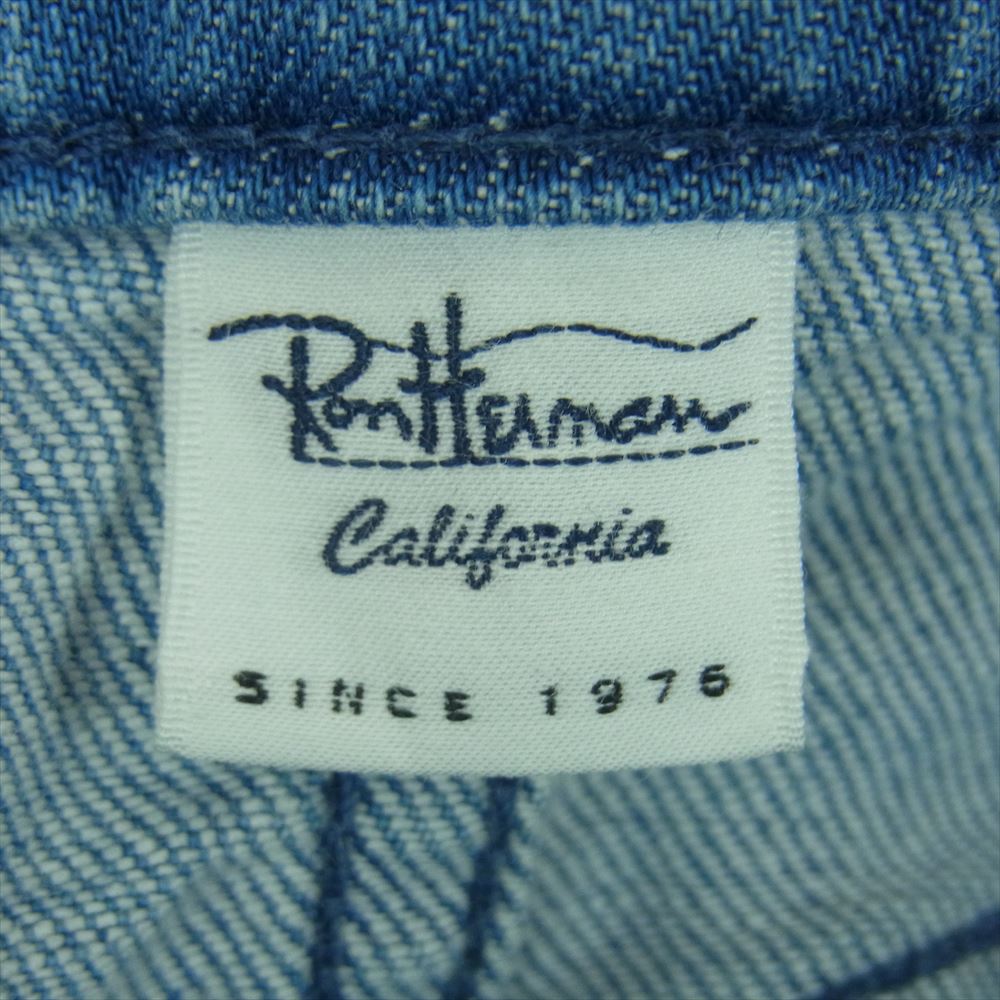 Ron Herman
California
SINCE 1976